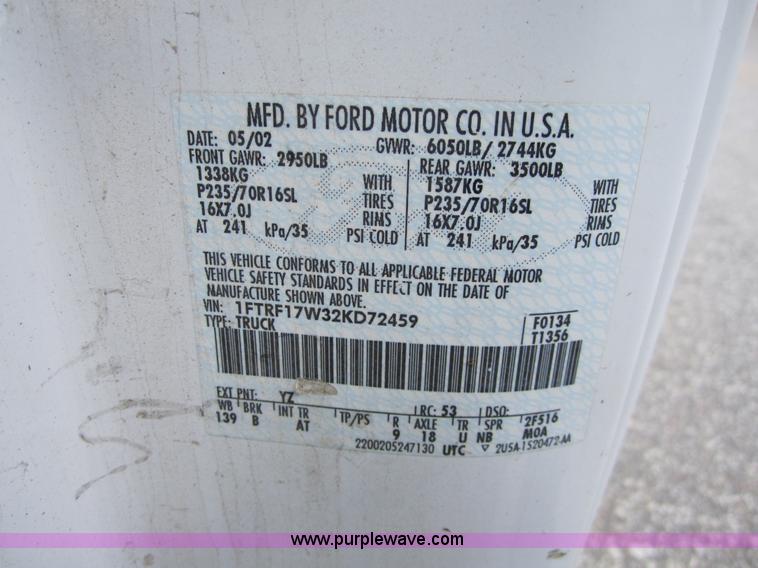 MFD. BY FORD MOTOR CO. IN U.S.A.
DATE: 05/02 GVWR: 6050LB/ 2744KG
FRONT GAWR: 2950LB REAR GAWR: 3500LB
1338KG WITH 1587KG WITH
P235/70R16SL TIRES P235/70R16SL TIRES
16X7.0J RIMS 16X7.0J RIMS
AT 241 kPa/35 PSI COLD AT 241 kPa/35 PSI COLD
THIS VEHICLE CONFORMS TO ALL APPLICABLE FEDERAL MOTOR
VEHICLE SAFETY STANDARDS IN EFFECT ON THE DATE OF
MANUFACTURE SHOWN ABOVE.
VIN: 1FTRF17W32KD72459 F0134
TYPE: TRUCK T1356
EXT PNT: YZ RC: 53 DSO:
WB BRK INT TR TP/PS R AXLE TR SPR 2F516
139 B AT 9 18 U NB M0A
2200205247130 UTC ▽ 2USA-1520472-AA
www.purplewave.com